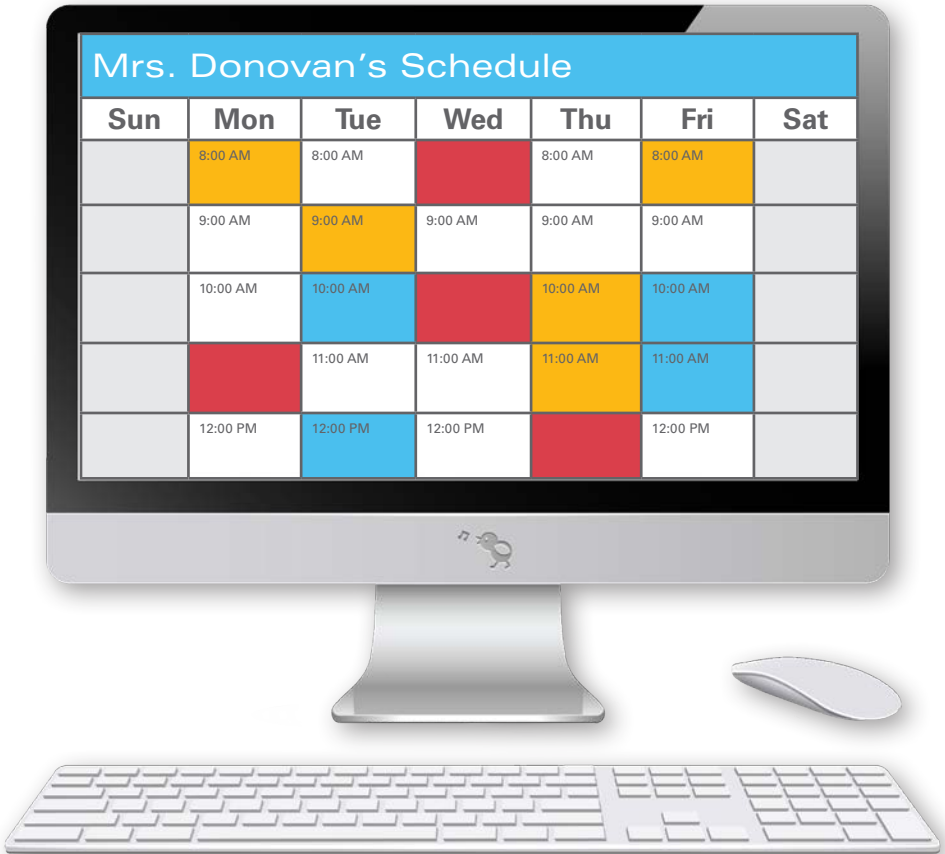 Mrs. Donovan's Schedule
Sun Mon Tue Wed Thu Fri Sat
8:00 AM 8:00 AM 8:00 AM 8:00 AM
9:00 AM 9:00 AM 9:00 AM 9:00 AM 9:00 AM
10:00 AM 10:00 AM 10:00 AM 10:00 AM
11:00 AM 11:00 AM 11:00 AM 11:00 AM
12:00 PM 12:00 PM 12:00 PM 12:00 PM